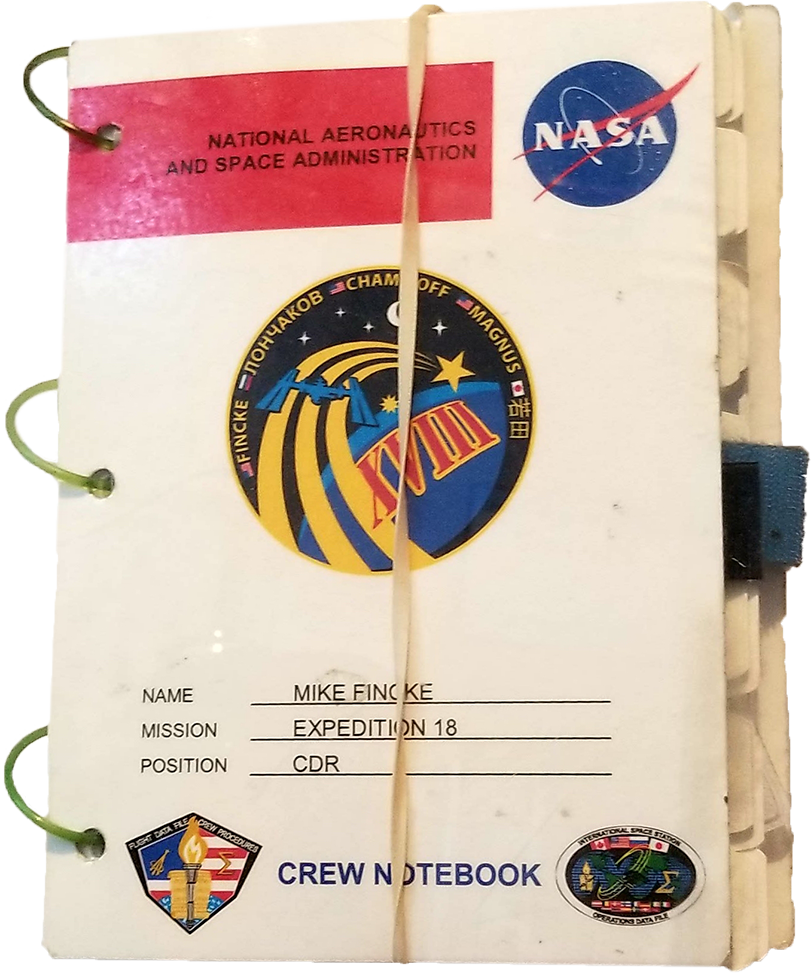 NATIONAL AERONAUTICS
AND SPACE ADMINISTRATION
NASA
FINCKE ЛОНЧАКОВ CHAMITOFF MAGNUS 若田
XVIII
NAME MIKE FINCKE
MISSION EXPEDITION 18
POSITION CDR
FLIGHT DATA FILE CREW PROCEDURES
Σ
CREW NOTEBOOK
INTERNATIONAL SPACE STATION
Σ
OPERATIONS DATA FILE